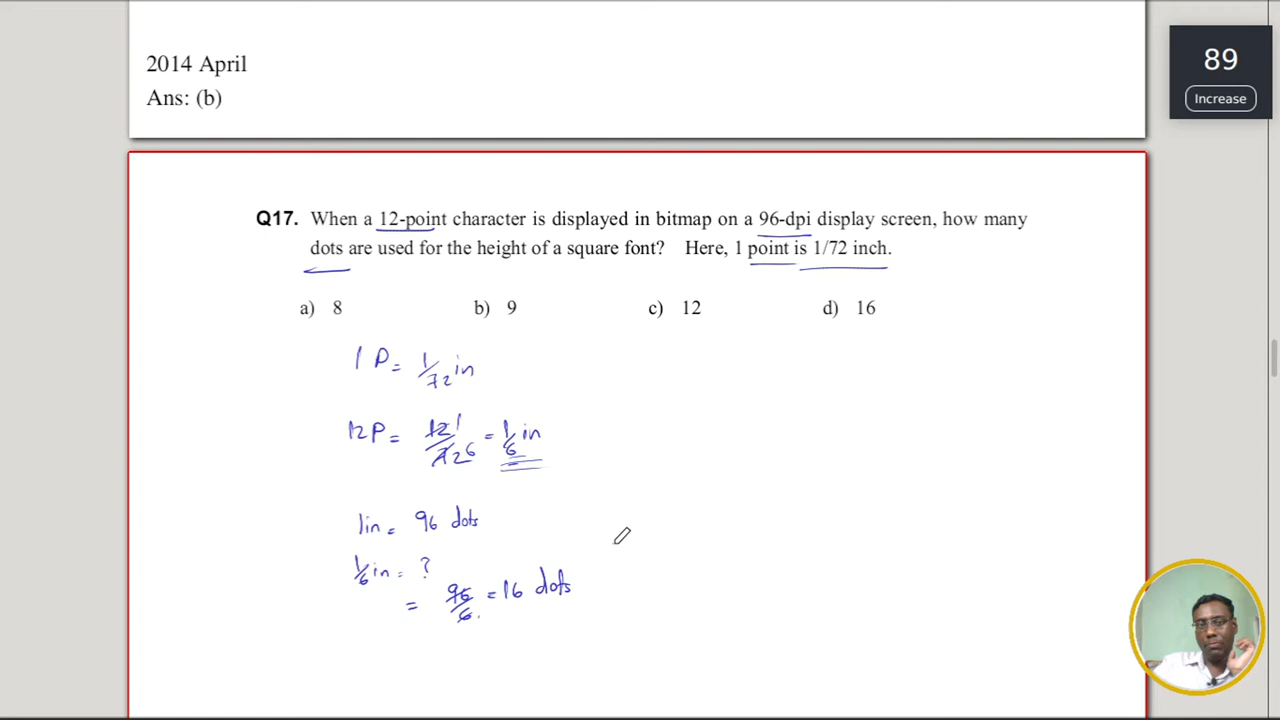 2014 April
Ans: (b)
89
Increase
Q17. When a 12-point character is displayed in bitmap on a 96-dpi display screen, how many
dots are used for the height of a square font? Here, 1 point is 1/72 inch.
a) 8 b) 9 c) 12 d) 16
1 P = 1/72 in
12P = 12 1/72 6 = 1/6 in
1in = 96 dots
1/6 in = ?
= 96/6 = 16 dots